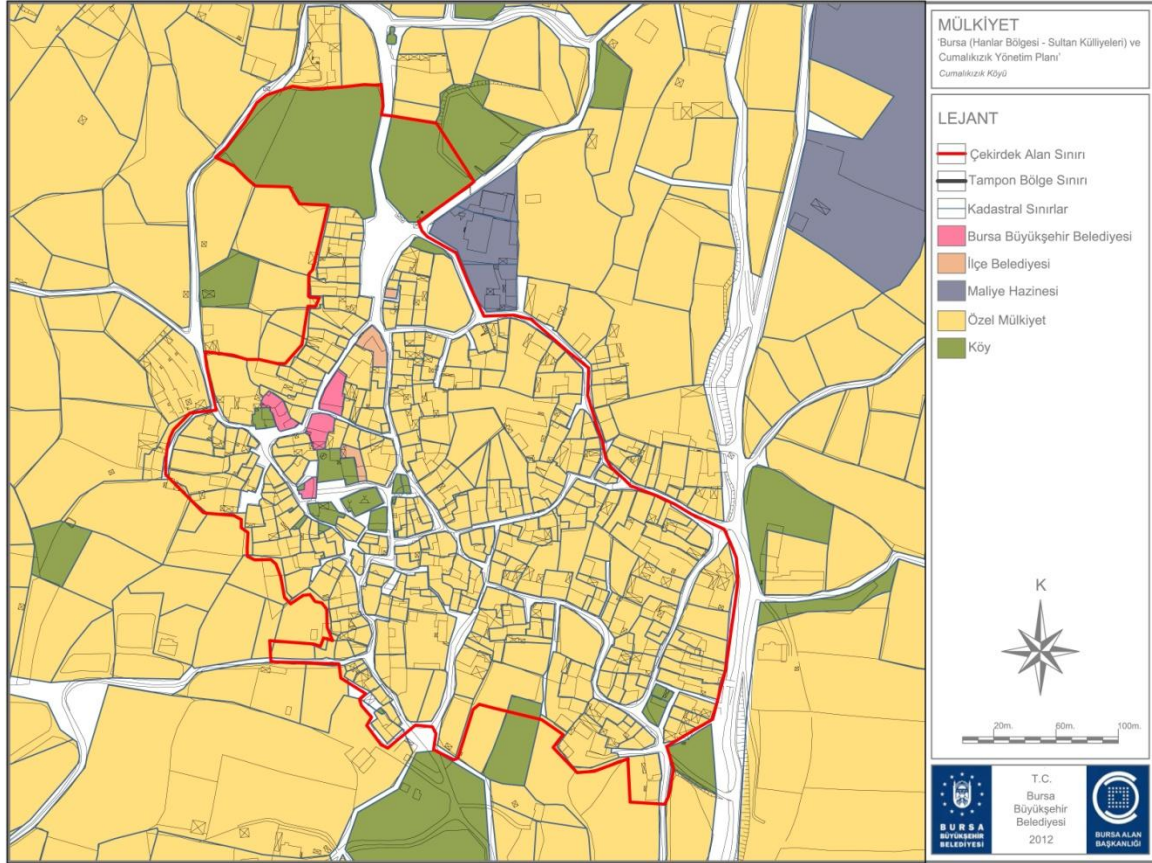 MÜLKİYET
'Bursa (Hanlar Bölgesi - Sultan Külliyeleri) ve
Cumalıkızık Yönetim Planı'
Cumalıkızık Köyü
LEJANT
Çekirdek Alan Sınırı
Tampon Bölge Sınırı
Kadastral Sınırlar
Bursa Büyükşehir Belediyesi
İlçe Belediyesi
Maliye Hazinesi
Özel Mülkiyet
Köy
K
20m. 60m. 100m.
BURSA
BÜYÜKŞEHİR
BELEDİYESİ
T.C.
Bursa
Büyükşehir
Belediyesi
2012
BURSA ALAN
BAŞKANLIĞI